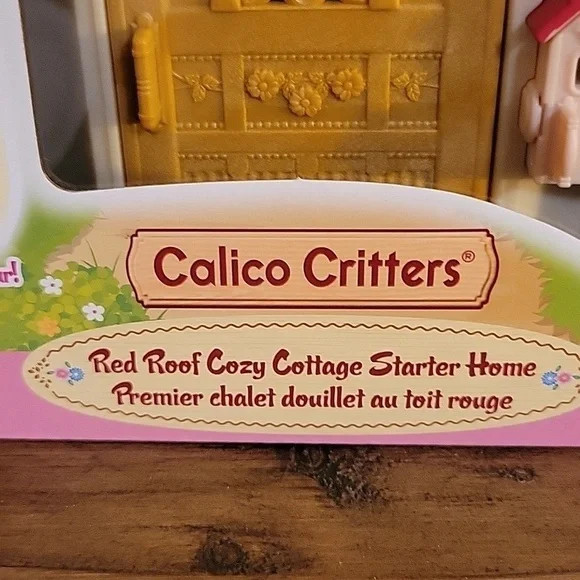 Calico Critters®
Red Roof Cozy Cottage Starter Home
Premier chalet douillet au toit rouge